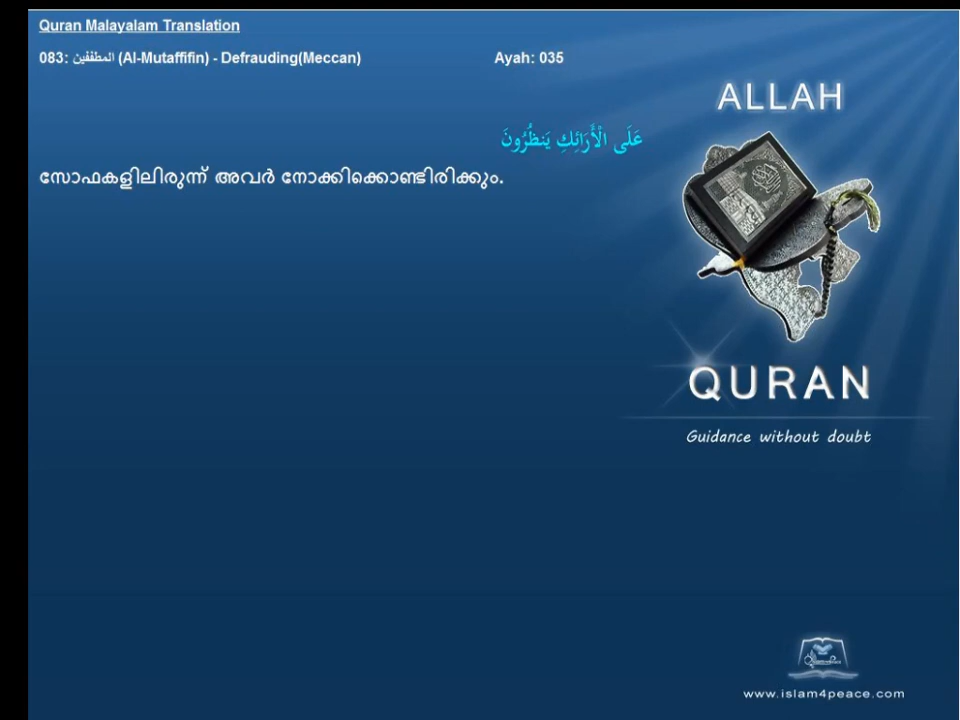 Quran Malayalam Translation
083: المطففين (Al-Mutaffifin) - Defrauding(Meccan) Ayah: 035
ALLAH
عَلَى الْأَرَائِكِ يَنظُرُونَ
സോഫകളിലിരുന്ന് അവർ നോക്കിക്കൊണ്ടിരിക്കും.
QURAN
Guidance without doubt
www.islam4peace.com